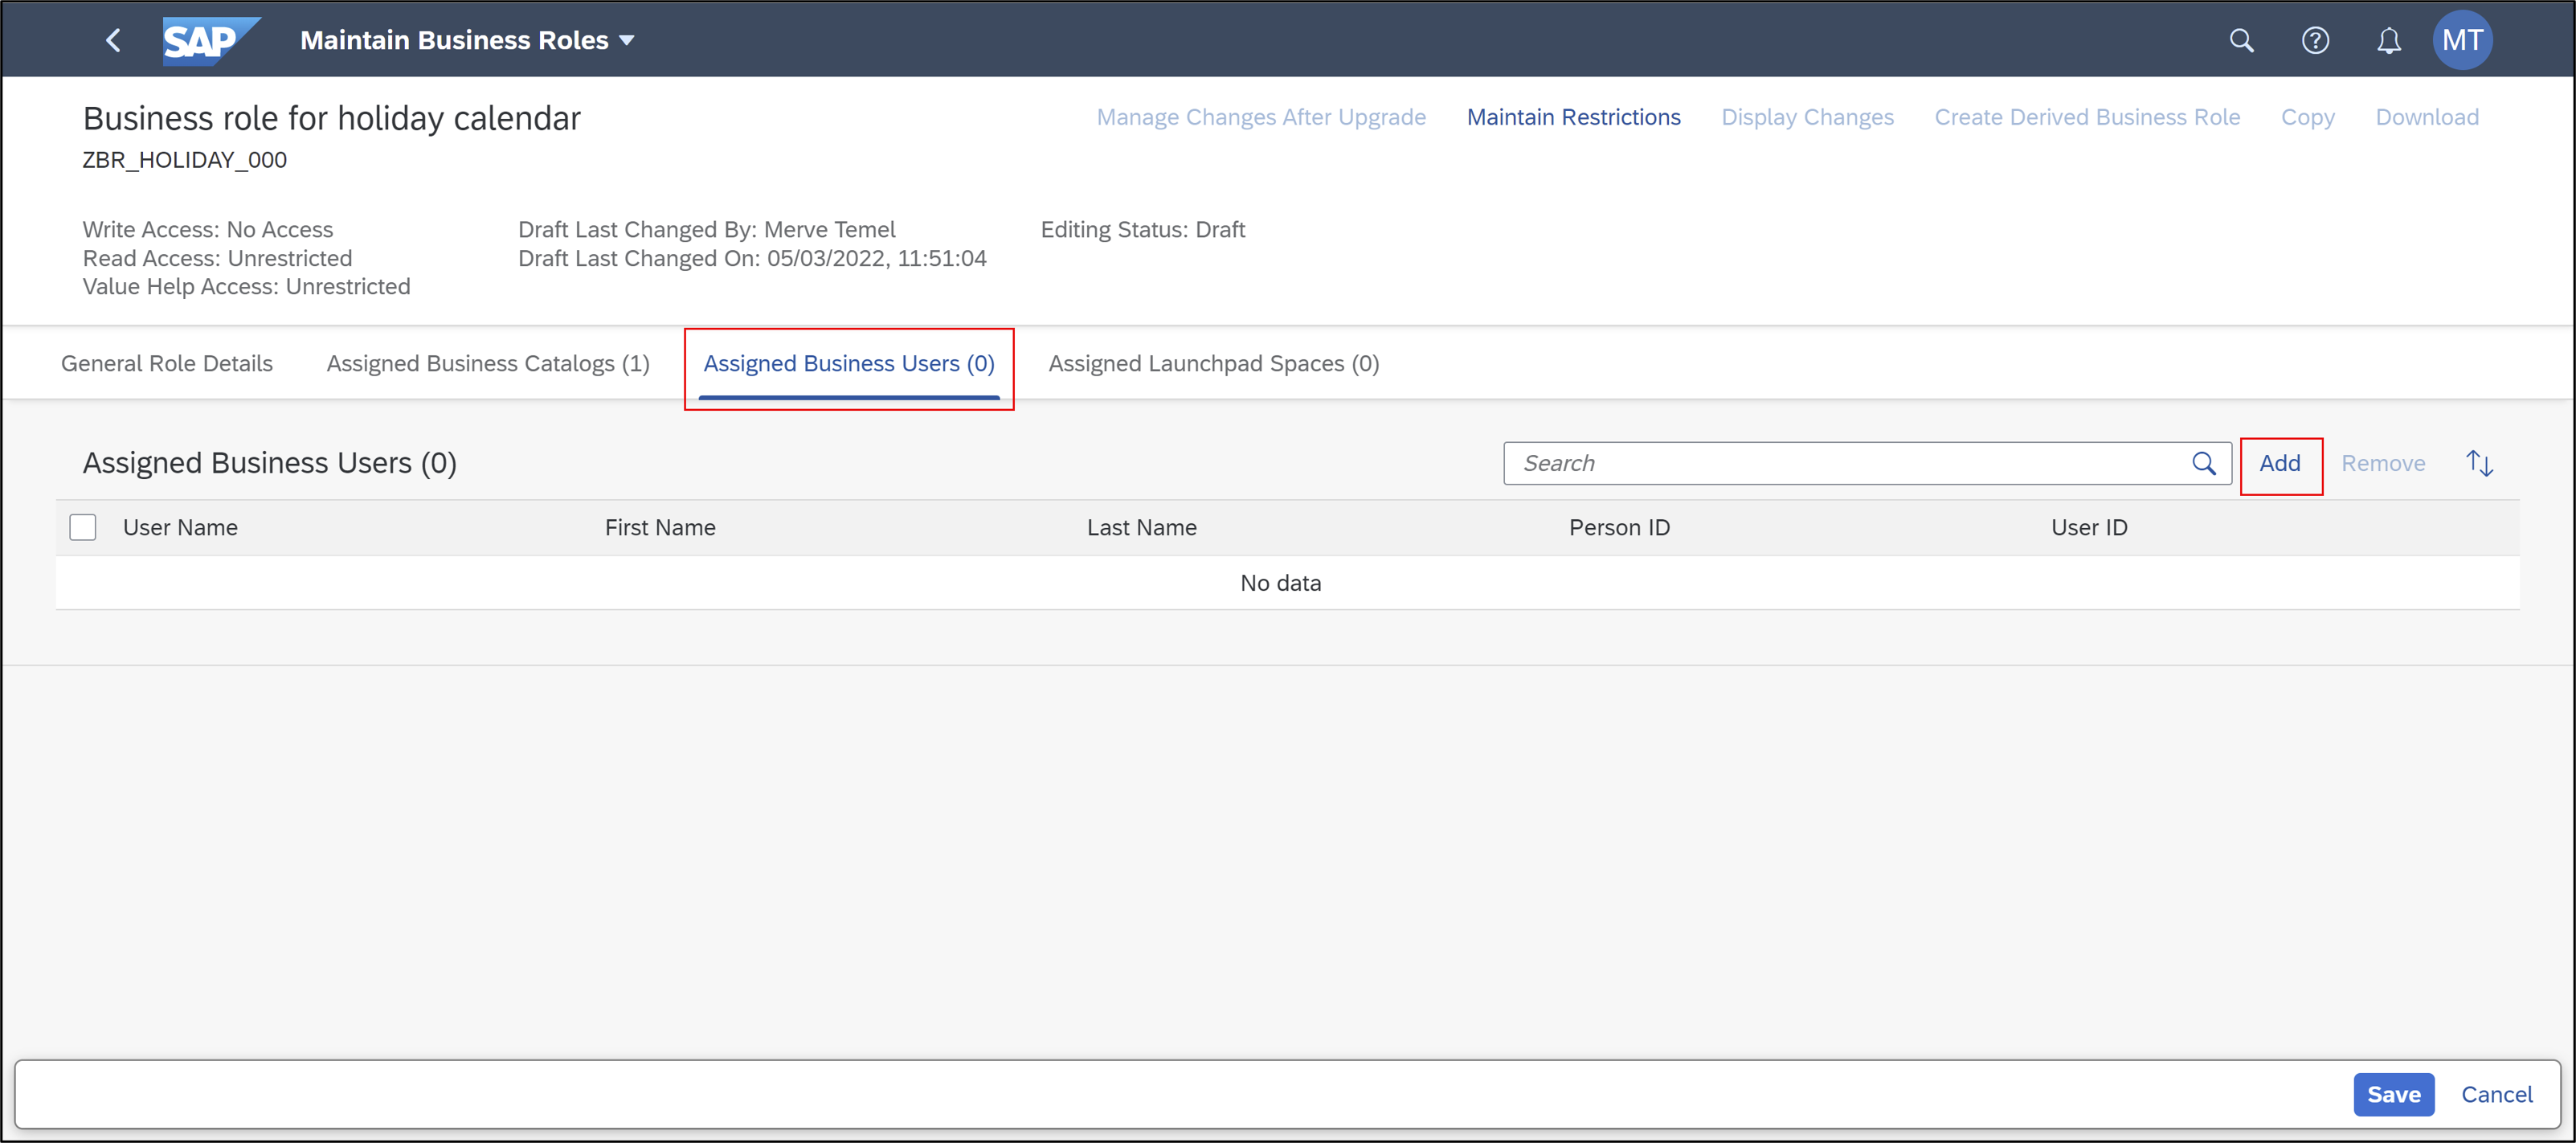 SAP Maintain Business Roles MT
Business role for holiday calendar Manage Changes After Upgrade Maintain Restrictions Display Changes Create Derived Business Role Copy Download
ZBR_HOLIDAY_000
Write Access: No Access Draft Last Changed By: Merve Temel Editing Status: Draft
Read Access: Unrestricted Draft Last Changed On: 05/03/2022, 11:51:04
Value Help Access: Unrestricted
General Role Details Assigned Business Catalogs (1) Assigned Business Users (0) Assigned Launchpad Spaces (0)
Assigned Business Users (0) Search Add Remove
User Name First Name Last Name Person ID User ID
No data
Save Cancel